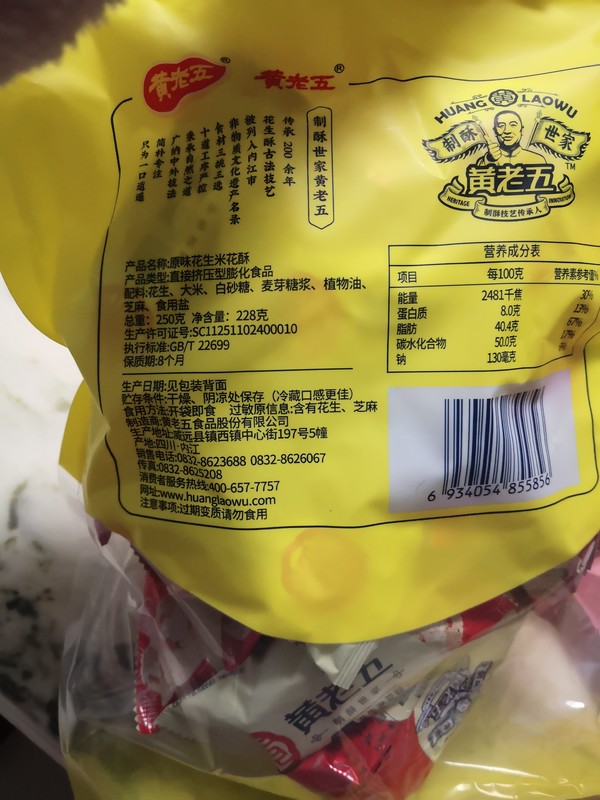 黄老五®
黄老五®
制酥世家黄老五
传承200余年
花生酥古法技艺
被列入内江市
非物质文化遗产名录
食材三挑三选
十道工序严控
秉承自然之道
广纳中外技法
简朴专注
只为一口逍遥
HUANG LAOWU
制酥 世家
黄老五
TM
HERITAGE INNOVATION
制酥技艺传承人
产品名称:原味花生米花酥
产品类型:直接挤压型膨化食品
配料:花生、大米、白砂糖、麦芽糖浆、植物油、
芝麻、食用盐
总重: 250克 净含量: 228克
生产许可证号:SC11251102400010
执行标准:GB/T 22699
保质期:8个月
生产日期:见包装背面
贮存条件:干燥、阴凉处保存（冷藏口感更佳）
食用方法:开袋即食 过敏原信息:含有花生、芝麻
制造商:黄老五食品股份有限公司
生产地址:威远县镇西镇中心街197号5幢
产地:四川·内江
销售电话:0832-8623688 0832-8626067
传真:0832-8625208
消费者服务热线:400-657-7757
网址:www.huanglaowu.com
注意事项:过期变质请勿食用
营养成分表
项目 每100克 营养素参考值%
能量 2481千焦 30%
蛋白质 8.0克 13%
脂肪 40.4克 67%
碳水化合物 50.0克 17%
钠 130毫克
6 934054 855856
黄老五